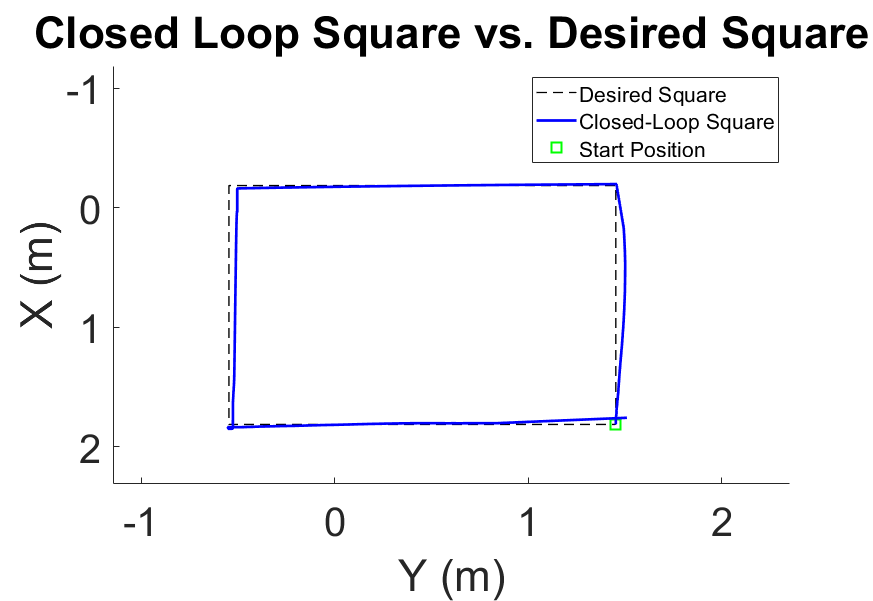 Closed Loop Square vs. Desired Square
Desired Square
Closed-Loop Square
Start Position
-1
0
1
2
X (m)
-1
0
1
2
Y (m)